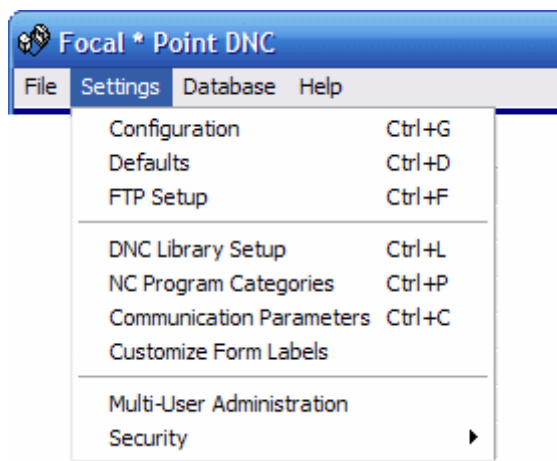 Focal * Point DNC
File Settings Database Help
Configuration Ctrl+G
Defaults Ctrl+D
FTP Setup Ctrl+F
DNC Library Setup Ctrl+L
NC Program Categories Ctrl+P
Communication Parameters Ctrl+C
Customize Form Labels
Multi-User Administration
Security